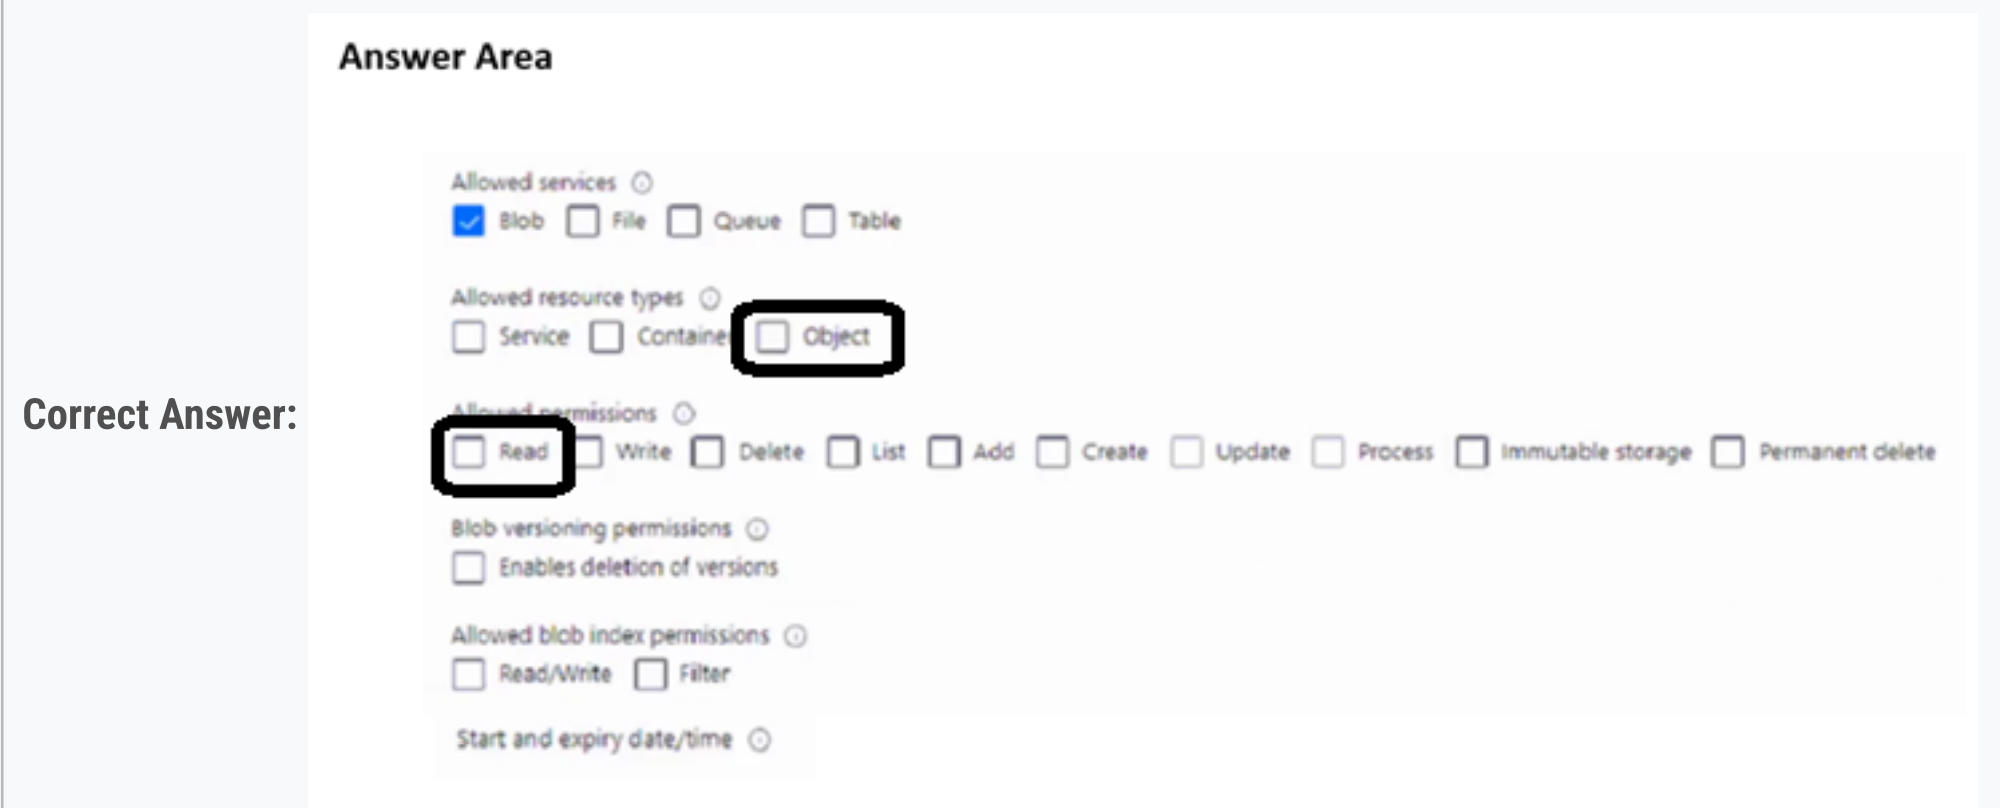 Answer Area
Allowed services
Blob File Queue Table
Allowed resource types
Service Container Object
Correct Answer:
Allowed permissions
Read Write Delete List Add Create Update Process Immutable storage Permanent delete
Blob versioning permissions
Enables deletion of versions
Allowed blob index permissions
Read/Write Filter
Start and expiry date/time